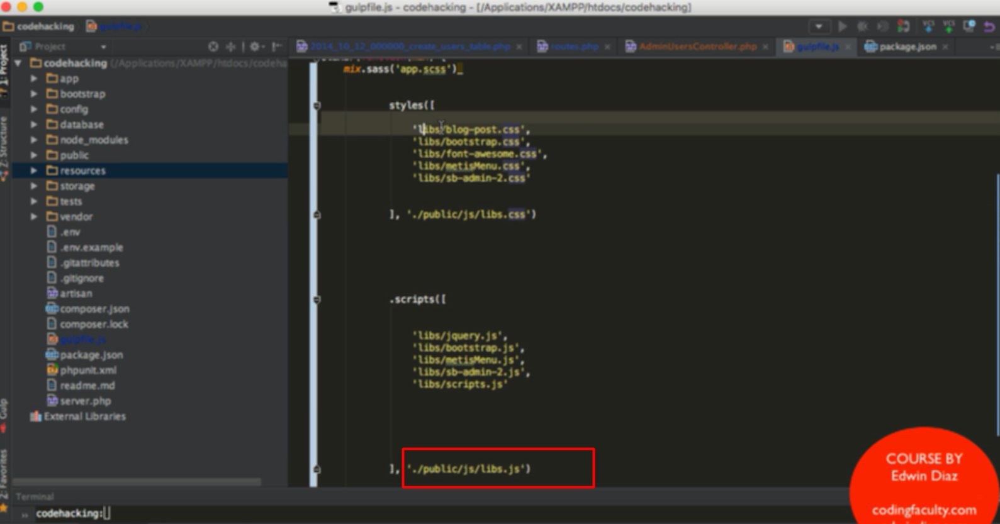 gulpfile.js - codehacking - [/Applications/XAMPP/htdocs/codehacking]
codehacking gulpfile.js
VCS VCS
Project
2014_10_12_000000_create_users_table.php × routes.php × AdminUsersController.php × gulpfile.js × package.json ×
1: Project
Z: Structure
Gulp
2: Favorites
codehacking (/Applications/XAMPP/htdocs/codeha
app
bootstrap
config
database
node_modules
public
resources
storage
tests
vendor
.env
.env.example
.gitattributes
.gitignore
artisan
composer.json
composer.lock
gulpfile.js
package.json
phpunit.xml
readme.md
server.php
External Libraries
mix.sass('app.scss')
styles([
'libs/blog-post.css',
'libs/bootstrap.css',
'libs/font-awesome.css',
'libs/metisMenu.css',
'libs/sb-admin-2.css'
], './public/js/libs.css')
.scripts([
'libs/jquery.js',
'libs/bootstrap.js',
'libs/metisMenu.js',
'libs/sb-admin-2.js',
'libs/scripts.js'
], './public/js/libs.js')
Terminal
codehacking:
COURSE BY
Edwin Diaz
codingfaculty.com